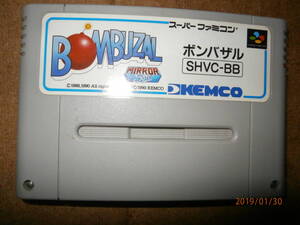 スーパーファミコン
BOMBUZAL
ボンバザル
SHVC-BB
MIRROR
KEMCO
2019/01/30